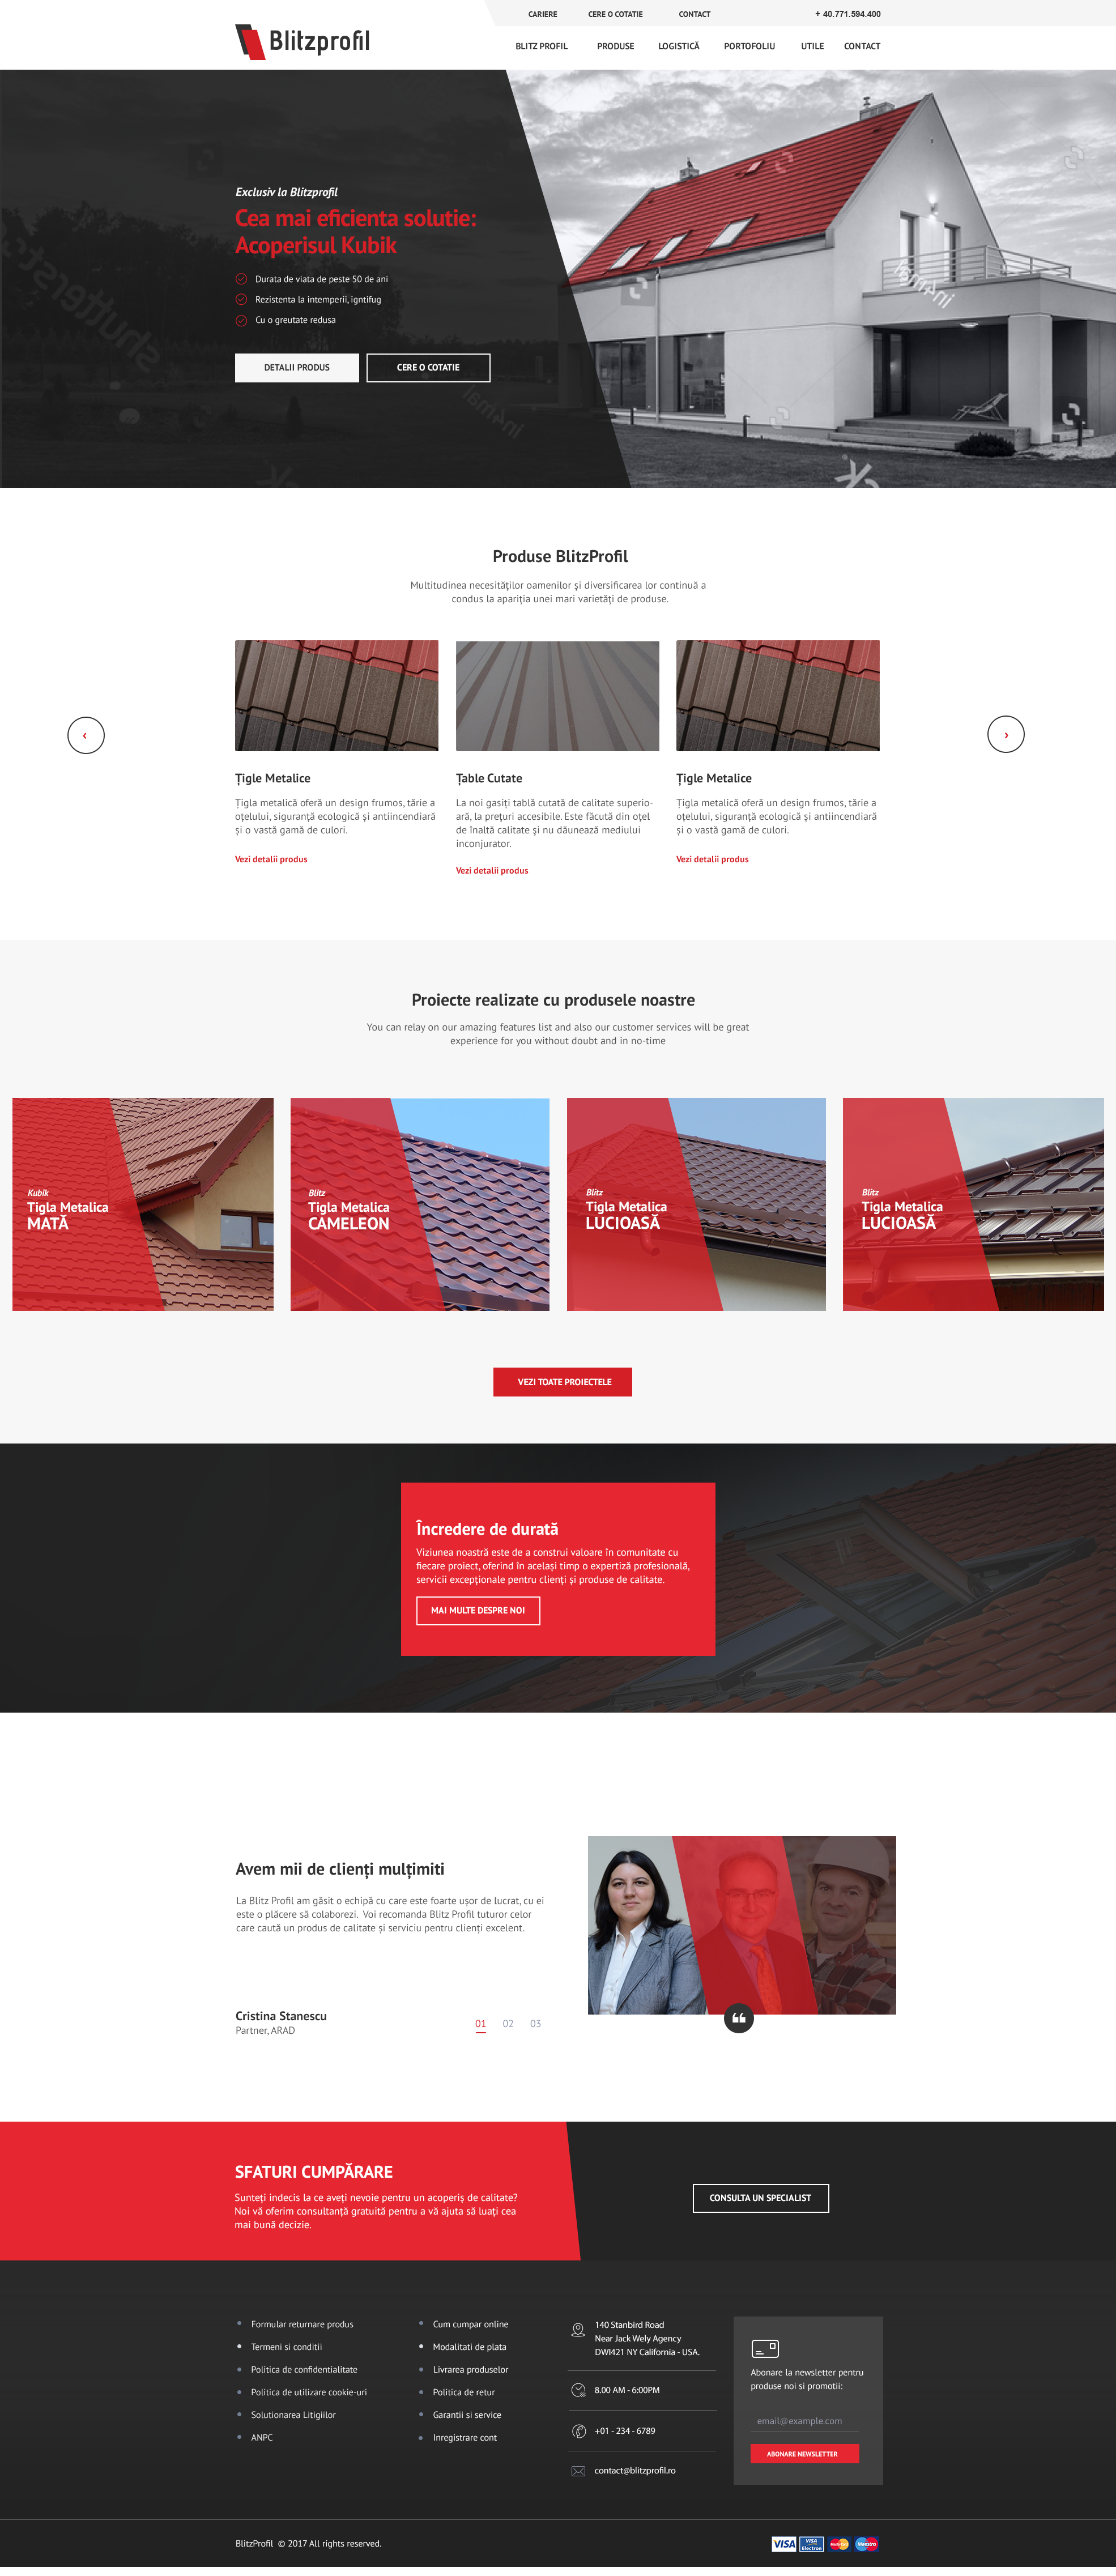 CARIERE CERE O COTATIE CONTACT + 40.771.594.400
Blitzprofil
BLITZ PROFIL PRODUSE LOGISTICĂ PORTOFOLIU UTILE CONTACT
Exclusiv la Blitzprofil
Cea mai eficienta solutie:
Acoperisul Kubik
Durata de viata de peste 50 de ani
Rezistenta la intemperii, igntifug
Cu o greutate redusa
DETALII PRODUS CERE O COTATIE
Produse BlitzProfil
Multitudinea necesităților oamenilor și diversificarea lor continuă a
condus la apariția unei mari varietăți de produse.
‹
›
Țigle Metalice
Țigla metalică oferă un design frumos, tărie a
oțelului, siguranță ecologică și antiincendiară
și o vastă gamă de culori.
Vezi detalii produs
Țable Cutate
La noi gasiți tablă cutată de calitate superio-
ară, la prețuri accesibile. Este făcută din oțel
de înaltă calitate și nu dăunează mediului
inconjurator.
Vezi detalii produs
Țigle Metalice
Țigla metalică oferă un design frumos, tărie a
oțelului, siguranță ecologică și antiincendiară
și o vastă gamă de culori.
Vezi detalii produs
Proiecte realizate cu produsele noastre
You can relay on our amazing features list and also our customer services will be great
experience for you without doubt and in no-time
Kubik
Tigla Metalica
MATĂ
Blitz
Tigla Metalica
CAMELEON
Blitz
Tigla Metalica
LUCIOASĂ
Blitz
Tigla Metalica
LUCIOASĂ
VEZI TOATE PROIECTELE
Încredere de durată
Viziunea noastră este de a construi valoare în comunitate cu
fiecare proiect, oferind în același timp o expertiză profesională,
servicii excepționale pentru clienți și produse de calitate.
MAI MULTE DESPRE NOI
Avem mii de clienți mulțimiti
La Blitz Profil am găsit o echipă cu care este foarte ușor de lucrat, cu ei
este o plăcere să colaborezi. Voi recomanda Blitz Profil tuturor celor
care caută un produs de calitate și serviciu pentru clienți excelent.
Cristina Stanescu
Partner, ARAD
01 02 03
SFATURI CUMPĂRARE
Sunteți indecis la ce aveți nevoie pentru un acoperiș de calitate?
Noi vă oferim consultanță gratuită pentru a vă ajuta să luați cea
mai bună decizie.
CONSULTA UN SPECIALIST
Formular returnare produs
Termeni si conditii
Politica de confidentialitate
Politica de utilizare cookie-uri
Solutionarea Litigiilor
ANPC
Cum cumpar online
Modalitati de plata
Livrarea produselor
Politica de retur
Garantii si service
Inregistrare cont
140 Stanbird Road
Near Jack Wely Agency
DWI421 NY California - USA.
8.00 AM - 6:00PM
+01 - 234 - 6789
contact@blitzprofil.ro
Abonare la newsletter pentru
produse noi si promotii:
email@example.com
ABONARE NEWSLETTER
BlitzProfil © 2017 All rights reserved.
VISA VISA Electron MasterCard Maestro